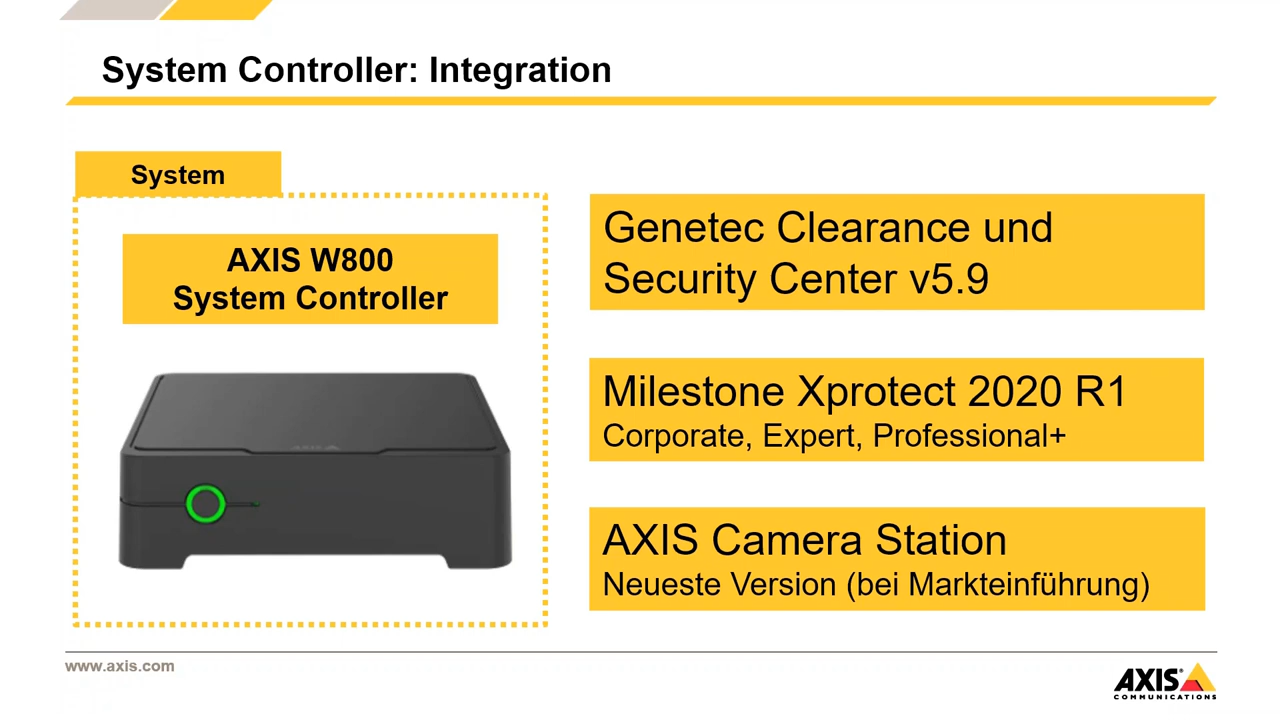 System Controller: Integration
System
AXIS W800
System Controller
Genetec Clearance und
Security Center v5.9
Milestone Xprotect 2020 R1
Corporate, Expert, Professional+
AXIS Camera Station
Neueste Version (bei Markteinführung)
www.axis.com
AXIS
COMMUNICATIONS